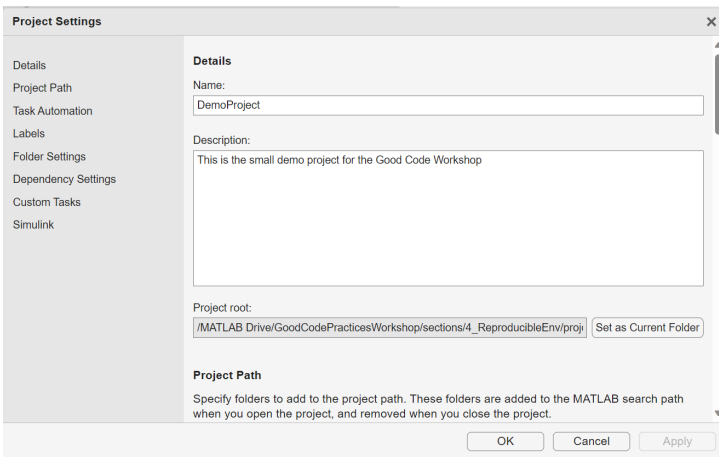 Project Settings
Details
Project Path
Task Automation
Labels
Folder Settings
Dependency Settings
Custom Tasks
Simulink
Details
Name:
DemoProject
Description:
This is the small demo project for the Good Code Workshop
Project root:
/MATLAB Drive/GoodCodePracticesWorkshop/sections/4_ReproducibleEnv/proj
Set as Current Folder
Project Path
Specify folders to add to the project path. These folders are added to the MATLAB search path
when you open the project, and removed when you close the project.
OK
Cancel
Apply